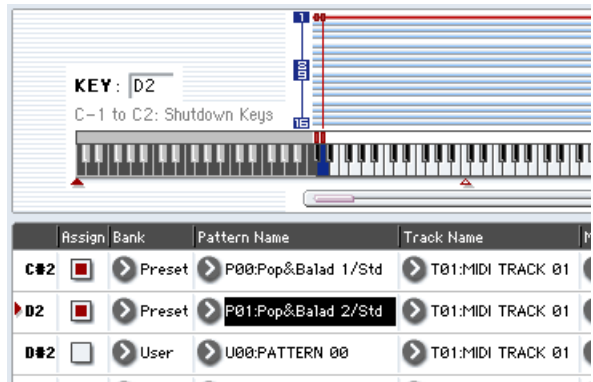 1
SONG
16
KEY: D2
C-1 to C2: Shutdown Keys
Assign Bank Pattern Name Track Name M
C#2 Preset P00:Pop&Balad 1/Std T01:MIDI TRACK 01
D2 Preset P01:Pop&Balad 2/Std T01:MIDI TRACK 01
D#2 User U00:PATTERN 00 T01:MIDI TRACK 01